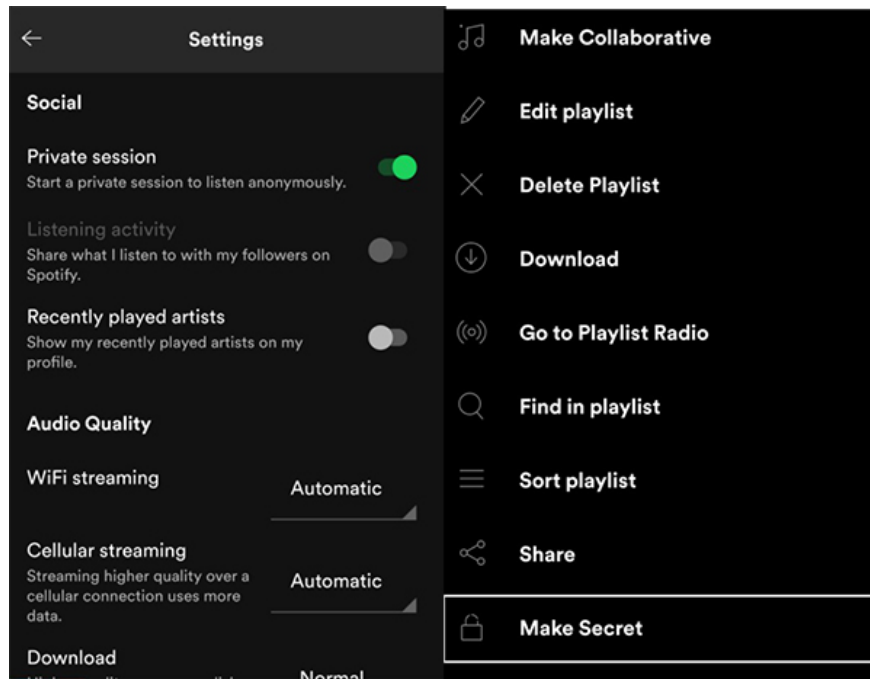 Settings
Social
Private session
Start a private session to listen anonymously.
Listening activity
Share what I listen to with my followers on
Spotify.
Recently played artists
Show my recently played artists on my
profile.
Audio Quality
WiFi streaming
Automatic
Cellular streaming
Streaming higher quality over a
cellular connection uses more
data.
Automatic
Download
Normal
Make Collaborative
Edit playlist
Delete Playlist
Download
Go to Playlist Radio
Find in playlist
Sort playlist
Share
Make Secret